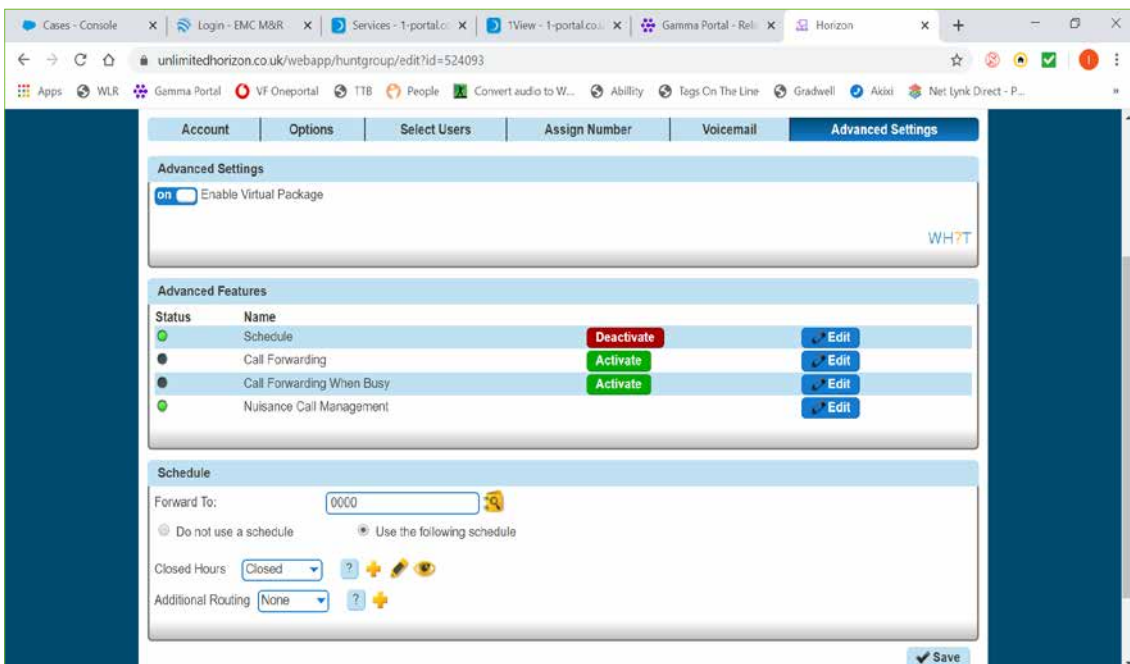 Cases - Console
Login - EMC M&R
Services - 1-portal.co
1View - 1-portal.co.u
Gamma Portal - Rel
Horizon
unlimitedhorizon.co.uk/webapp/huntgroup/edit?id=524093
Apps WLR Gamma Portal VF Oneportal TTB People Convert audio to W... Abillity Tags On The Line Gradwell Akixi Net Lynk Direct - P...
Account Options Select Users Assign Number Voicemail Advanced Settings
Advanced Settings
on Enable Virtual Package
WH?T
Advanced Features
Status Name
Schedule Deactivate Edit
Call Forwarding Activate Edit
Call Forwarding When Busy Activate Edit
Nuisance Call Management Edit
Schedule
Forward To: 0000
Do not use a schedule Use the following schedule
Closed Hours Closed ?
Additional Routing None ?
Save